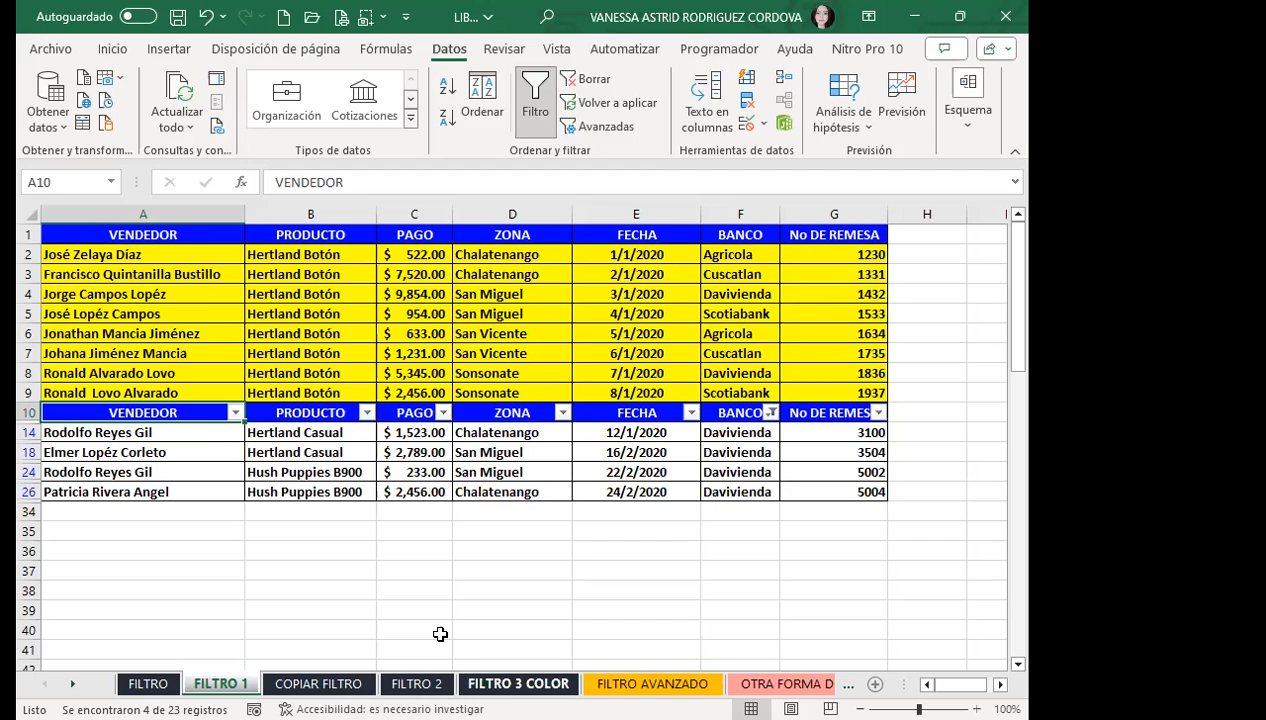 Autoguardado LIB... VANESSA ASTRID RODRIGUEZ CORDOVA
Archivo Inicio Insertar Disposición de página Fórmulas Datos Revisar Vista Automatizar Programador Ayuda Nitro Pro 10
Obtener datos
Actualizar todo
Organización Cotizaciones
Ordenar
Filtro
Borrar
Volver a aplicar
Avanzadas
Texto en columnas
Análisis de hipótesis
Previsión
Esquema
Obtener y transform... Consultas y con... Tipos de datos Ordenar y filtrar Herramientas de datos Previsión
A10 fx VENDEDOR
A B C D E F G H I
1 VENDEDOR PRODUCTO PAGO ZONA FECHA BANCO No DE REMESA
2 José Zelaya Díaz Hertland Botón $ 522.00 Chalatenango 1/1/2020 Agricola 1230
3 Francisco Quintanilla Bustillo Hertland Botón $ 7,520.00 Chalatenango 2/1/2020 Cuscatlan 1331
4 Jorge Campos Lopéz Hertland Botón $ 9,854.00 San Miguel 3/1/2020 Davivienda 1432
5 José Lopéz Campos Hertland Botón $ 954.00 San Miguel 4/1/2020 Scotiabank 1533
6 Jonathan Mancia Jiménez Hertland Botón $ 633.00 San Vicente 5/1/2020 Agricola 1634
7 Johana Jiménez Mancia Hertland Botón $ 1,231.00 San Vicente 6/1/2020 Cuscatlan 1735
8 Ronald Alvarado Lovo Hertland Botón $ 5,345.00 Sonsonate 7/1/2020 Davivienda 1836
9 Ronald Lovo Alvarado Hertland Botón $ 2,456.00 Sonsonate 8/1/2020 Scotiabank 1937
10 VENDEDOR PRODUCTO PAGO ZONA FECHA BANCO No DE REMES
14 Rodolfo Reyes Gil Hertland Casual $ 1,523.00 Chalatenango 12/1/2020 Davivienda 3100
18 Elmer Lopéz Corleto Hertland Casual $ 2,789.00 San Miguel 16/2/2020 Davivienda 3504
24 Rodolfo Reyes Gil Hush Puppies B900 $ 233.00 San Miguel 22/2/2020 Davivienda 5002
26 Patricia Rivera Angel Hush Puppies B900 $ 2,456.00 Chalatenango 24/2/2020 Davivienda 5004
34
35
36
37
38
39
40
41
42
FILTRO FILTRO 1 COPIAR FILTRO FILTRO 2 FILTRO 3 COLOR FILTRO AVANZADO OTRA FORMA D ...
Listo Se encontraron 4 de 23 registros Accesibilidad: es necesario investigar 100%